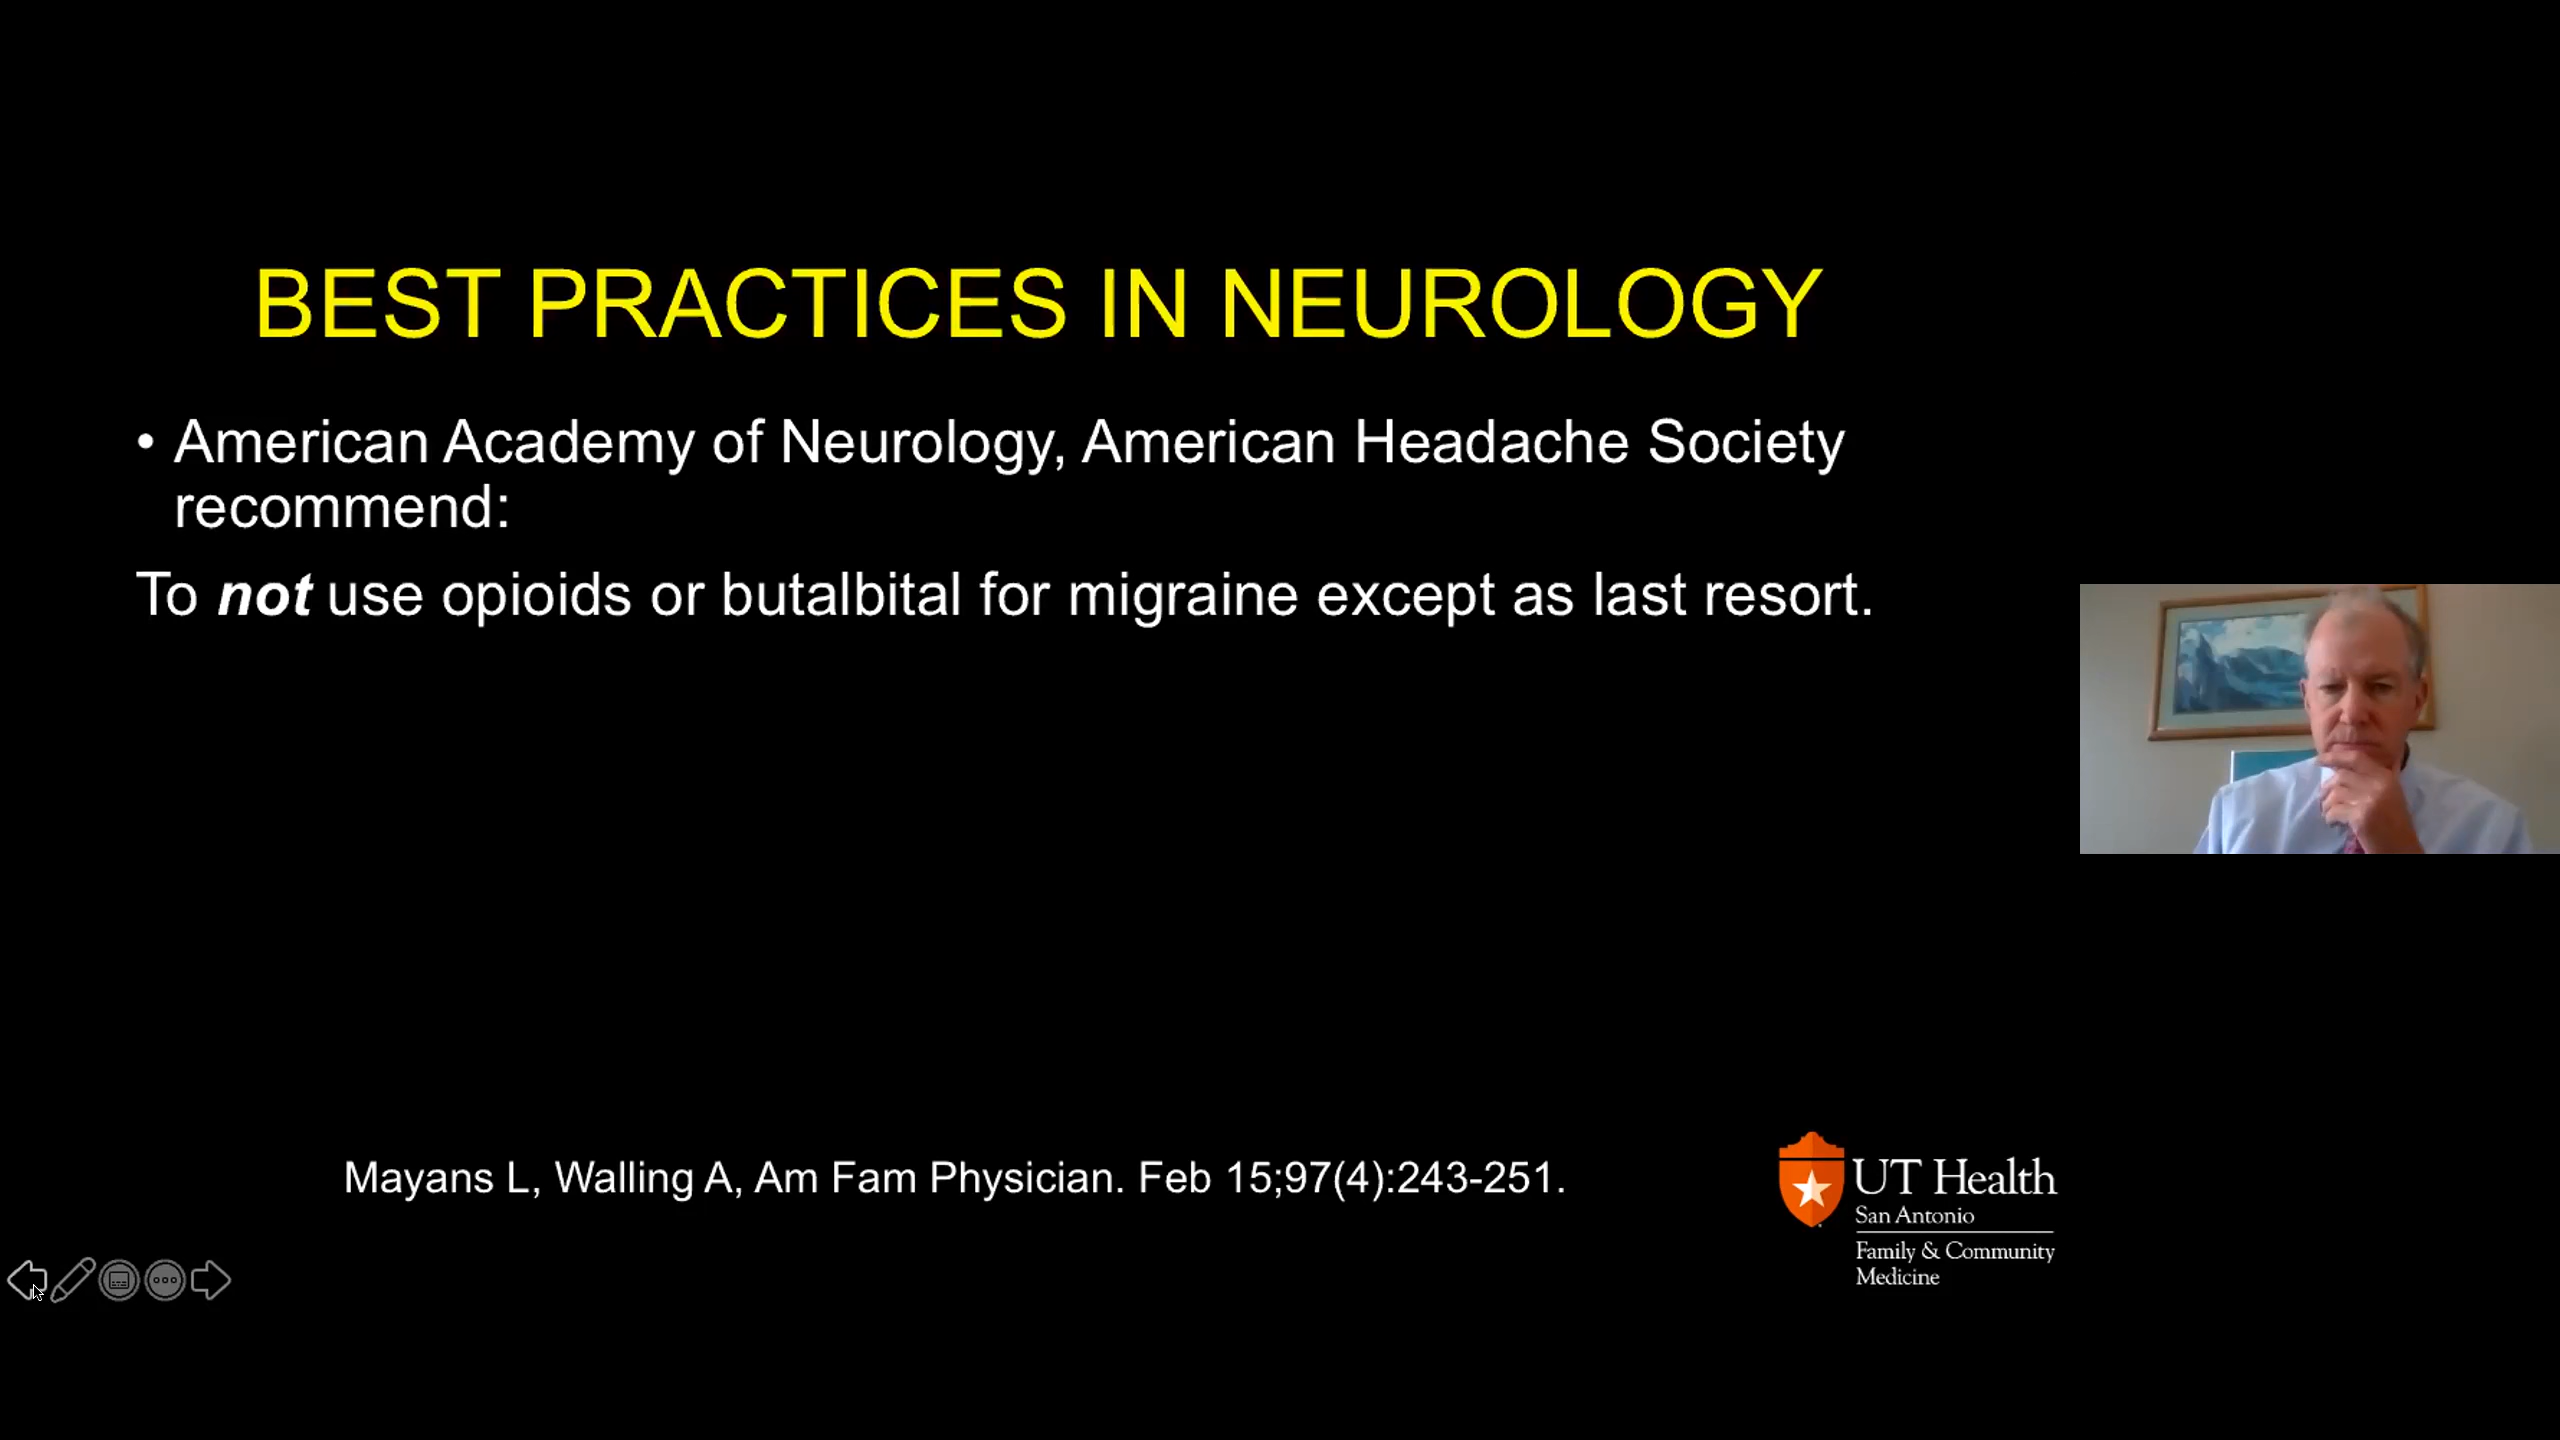 BEST PRACTICES IN NEUROLOGY
• American Academy of Neurology, American Headache Society
recommend:
To not use opioids or butalbital for migraine except as last resort.
Mayans L, Walling A, Am Fam Physician. Feb 15;97(4):243-251.
UT Health
San Antonio
Family & Community
Medicine